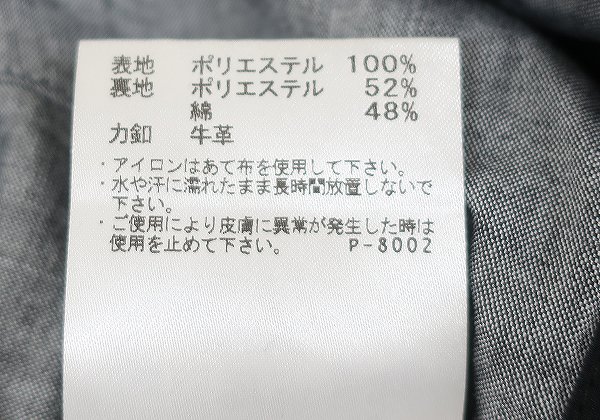 表地 ポリエステル 100%
裏地 ポリエステル 52%
綿 48%
力釦 牛革
・アイロンはあて布を使用して下さい。
・水や汗に濡れたまま長時間放置しないで
下さい。
・ご使用により皮膚に異常が発生した時は
使用を止めて下さい。 P-8002